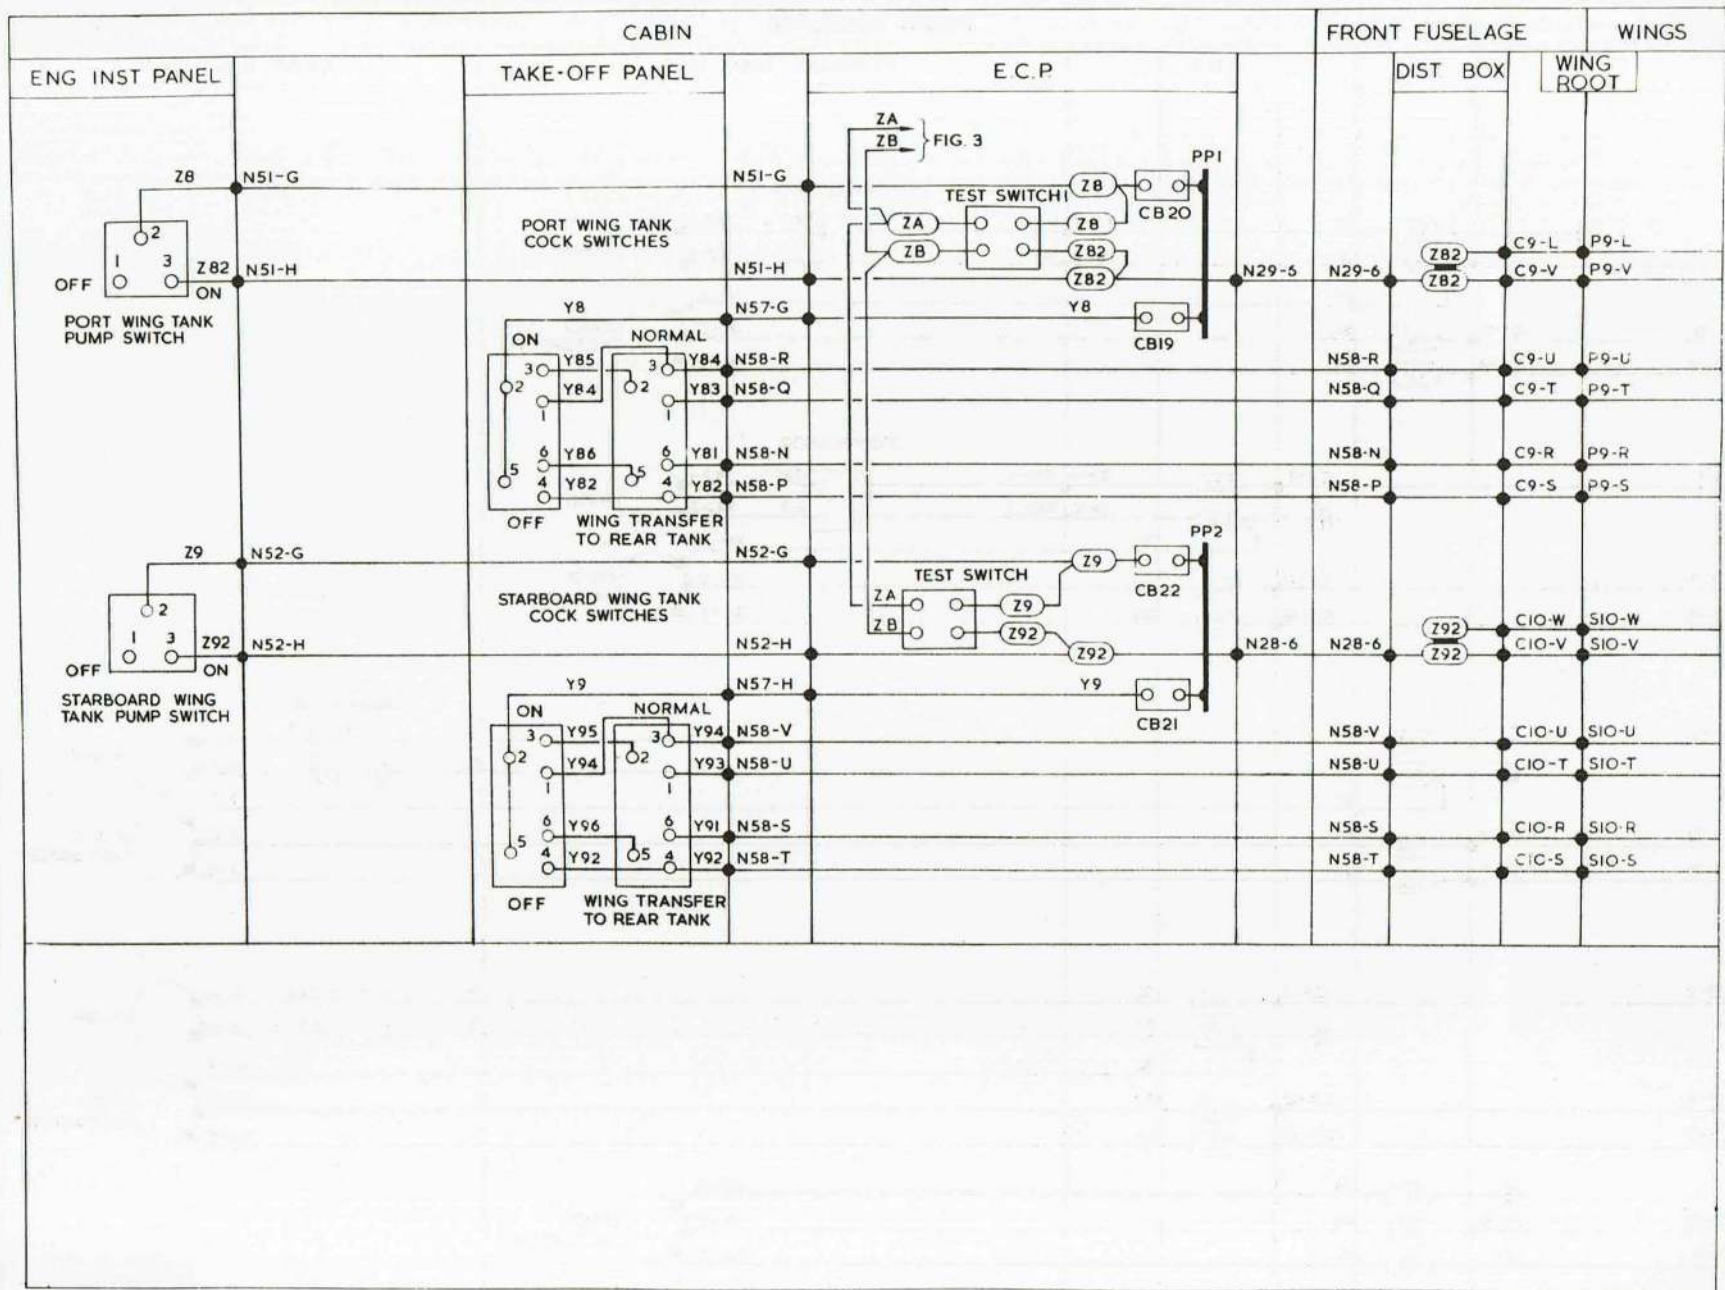 CABIN
FRONT FUSELAGE
WINGS
ENG INST PANEL
TAKE-OFF PANEL
E.C.P.
DIST. BOX
WING
ROOT
ZA
ZB
FIG. 3
PP1
Z8
N51-G
N51-G
Z8
CB20
TEST SWITCH 1
PORT WING TANK
COCK SWITCHES
ZA
Z8
ZB
Z82
Z82
2
1
3
OFF
Z82
ON
N51-H
N51-H
N29-6
N29-6
Z82
Z82
C9-L
P9-L
C9-V
P9-V
PORT WING TANK
PUMP SWITCH
Y8
N57-G
Y8
CB19
ON
NORMAL
3
Y85
3
Y84
N58-R
N58-R
C9-U
P9-U
2
Y84
2
Y83
N58-Q
N58-Q
C9-T
P9-T
1
1
6
Y86
6
Y81
N58-N
N58-N
C9-R
P9-R
5
5
4
Y82
4
Y82
N58-P
N58-P
C9-S
P9-S
OFF
WING TRANSFER
TO REAR TANK
PP2
Z9
N52-G
N52-G
Z9
CB22
TEST SWITCH
STARBOARD WING TANK
COCK SWITCHES
ZA
Z9
ZB
Z92
Z92
2
1
3
OFF
Z92
ON
N52-H
N52-H
N28-6
N28-6
Z92
Z92
C10-W
S10-W
C10-V
S10-V
STARBOARD WING
TANK PUMP SWITCH
Y9
N57-H
Y9
CB21
ON
NORMAL
3
Y95
3
Y94
N58-V
N58-V
C10-U
S10-U
2
Y94
2
Y93
N58-U
N58-U
C10-T
S10-T
1
1
6
Y96
6
Y91
N58-S
N58-S
C10-R
S10-R
5
5
4
Y92
4
Y92
N58-T
N58-T
C10-S
S10-S
OFF
WING TRANSFER
TO REAR TANK